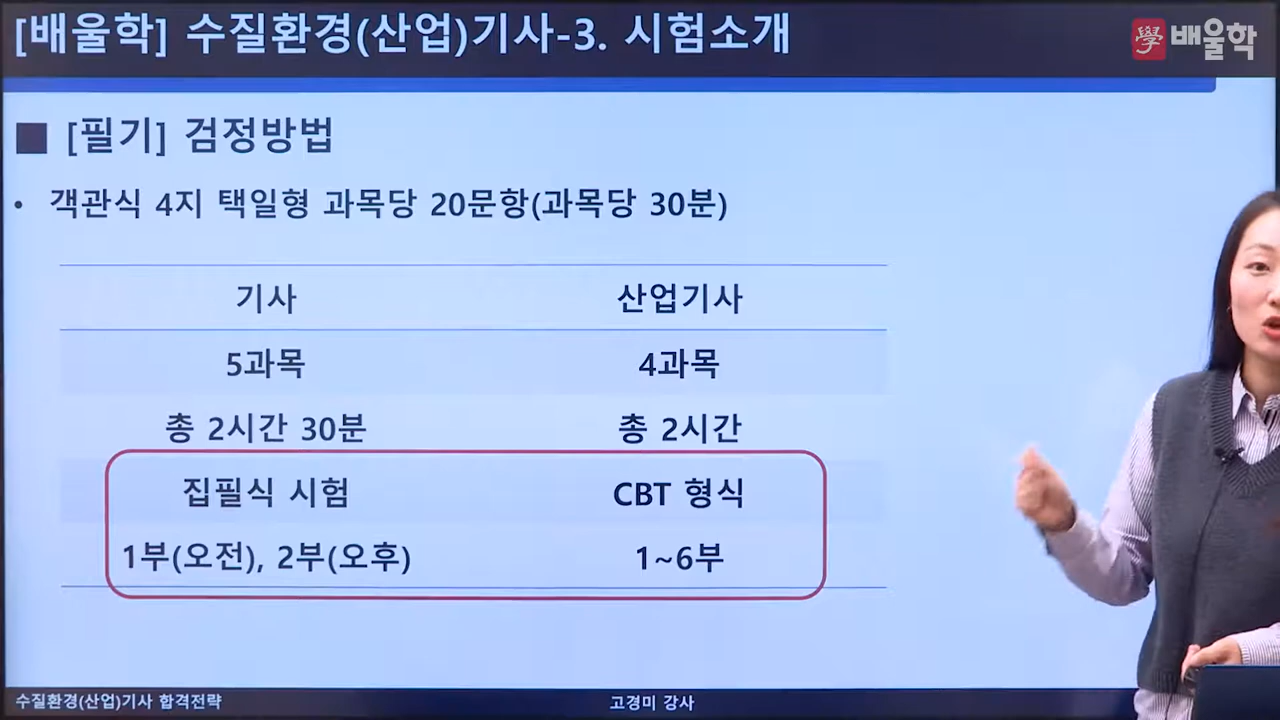 [배울학] 수질환경(산업)기사-3. 시험소개
學 배울학
■ [필기] 검정방법
• 객관식 4지 택일형 과목당 20문항(과목당 30분)
기사 산업기사
5과목 4과목
총 2시간 30분 총 2시간
집필식 시험 CBT 형식
1부(오전), 2부(오후) 1~6부
수질환경(산업)기사 합격전략 고경미 강사